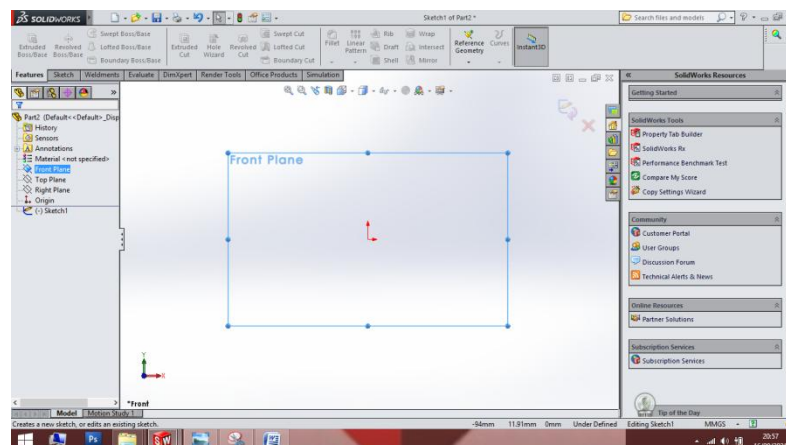 SOLIDWORKS
Sketch1 of Part2 *
Search files and models
Extruded Boss/Base
Revolved Boss/Base
Swept Boss/Base
Lofted Boss/Base
Boundary Boss/Base
Extruded Cut
Hole Wizard
Revolved Cut
Swept Cut
Lofted Cut
Boundary Cut
Fillet
Linear Pattern
Rib
Draft
Shell
Wrap
Intersect
Mirror
Reference Geometry
Curves
Instant3D
Features
Sketch
Weldments
Evaluate
DimXpert
Render Tools
Office Products
Simulation
Part2 (Default<<Default>_Disp
History
Sensors
Annotations
Material <not specified>
Front Plane
Top Plane
Right Plane
Origin
(-) Sketch1
Front Plane
Y
X
*Front
SolidWorks Resources
Getting Started
SolidWorks Tools
Property Tab Builder
SolidWorks Rx
Performance Benchmark Test
Compare My Score
Copy Settings Wizard
Community
Customer Portal
User Groups
Discussion Forum
Technical Alerts & News
Online Resources
Partner Solutions
Subscription Services
Subscription Services
Tip of the Day
Model
Motion Study 1
Creates a new sketch, or edits an existing sketch.
-94mm
11.91mm
0mm
Under Defined
Editing Sketch1
MMGS
Ps
SW
20:57